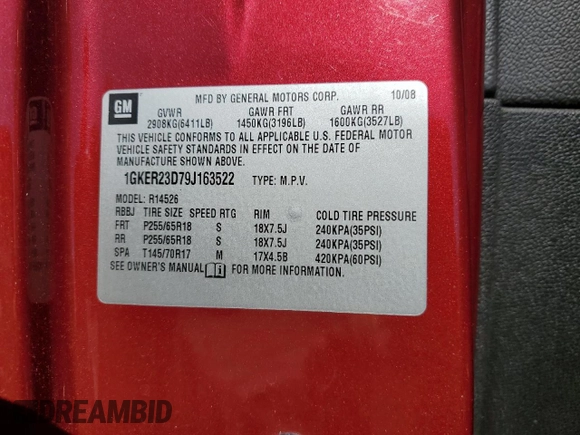 GM
MFD BY GENERAL MOTORS CORP. 10/08
GVWR GAWR FRT GAWR RR
2908KG(6411LB) 1450KG(3196LB) 1600KG(3527LB)
THIS VEHICLE CONFORMS TO ALL APPLICABLE U.S. FEDERAL MOTOR
VEHICLE SAFETY STANDARDS IN EFFECT ON THE DATE OF
MANUFACTURE SHOWN ABOVE.
1GKER23D79J163522 TYPE: M.P.V.
MODEL: R14526
RBBJ TIRE SIZE SPEED RTG RIM COLD TIRE PRESSURE
FRT P255/65R18 S 18X7.5J 240KPA(35PSI)
RR P255/65R18 S 18X7.5J 240KPA(35PSI)
SPA T145/70R17 M 17X4.5B 420KPA(60PSI)
SEE OWNER'S MANUAL FOR MORE INFORMATION.
DREAMBID